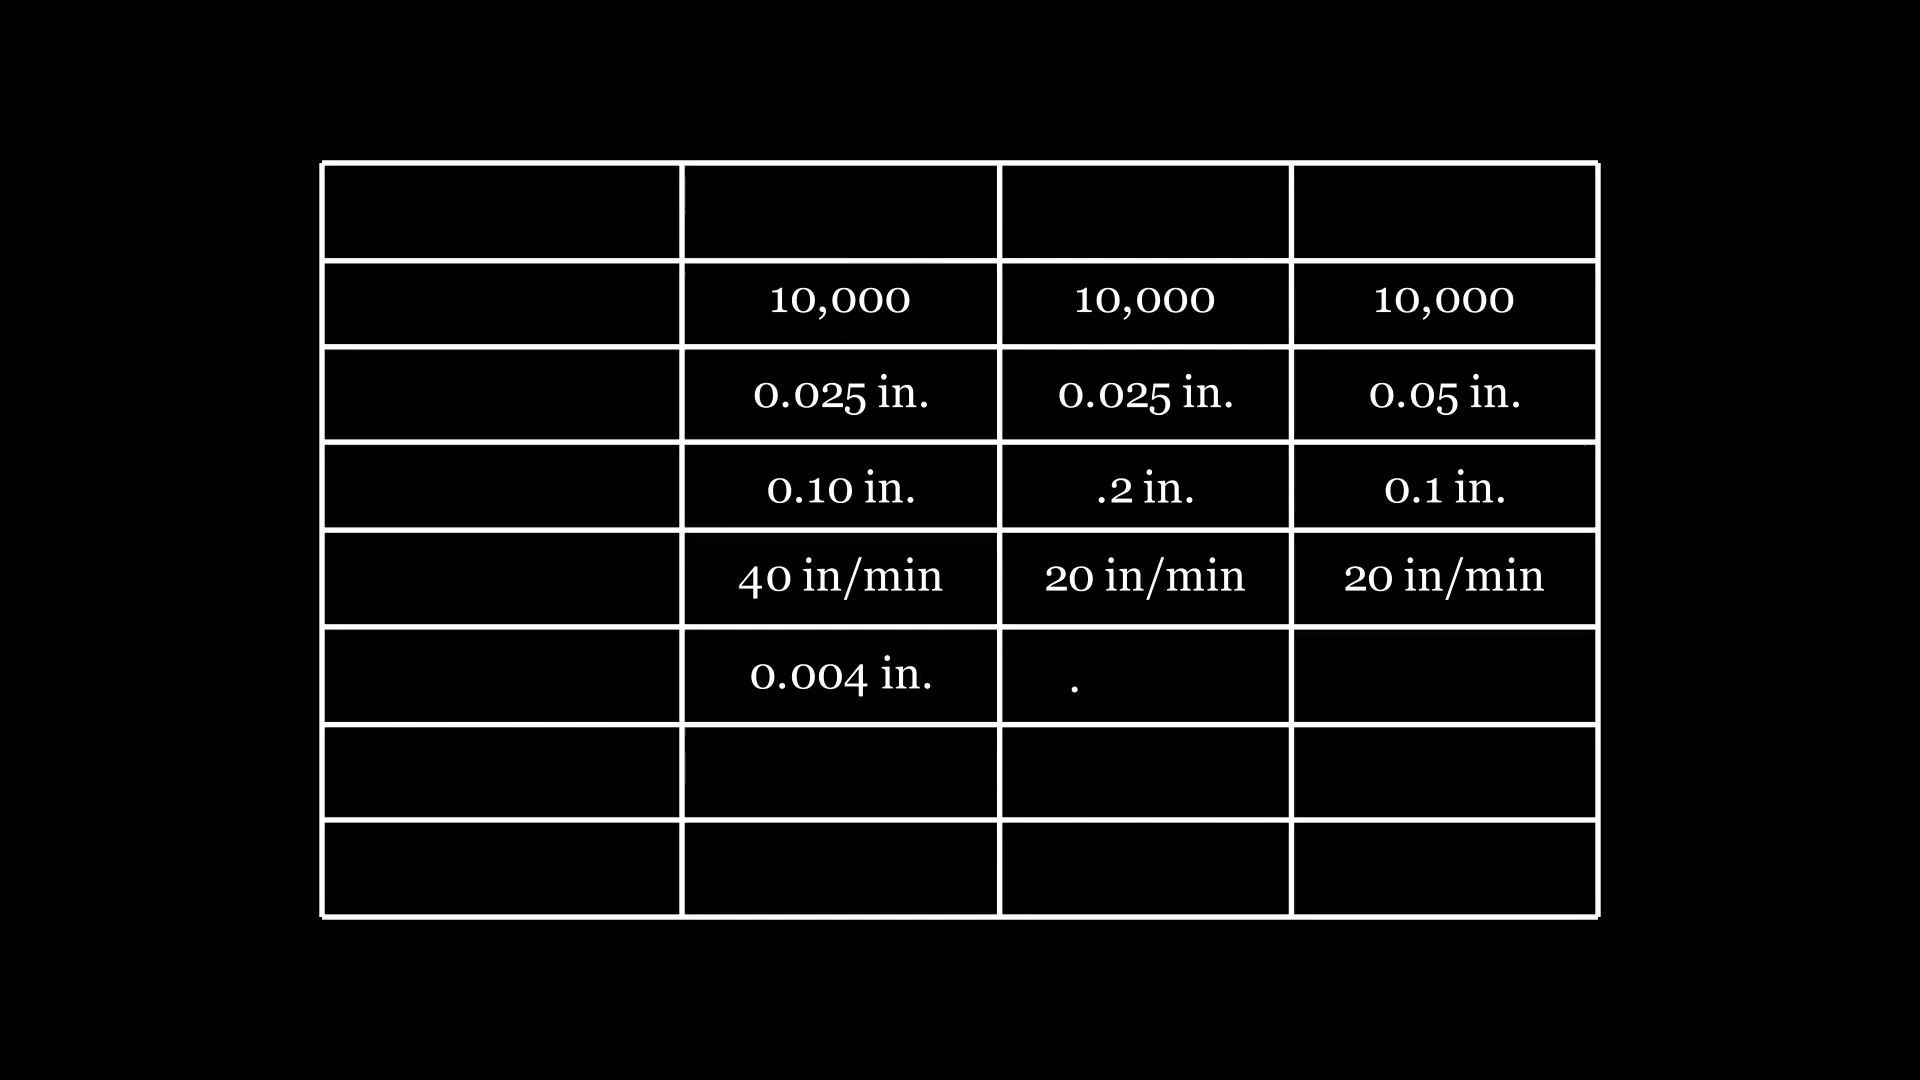 10,000 10,000 10,000
0.025 in. 0.025 in. 0.05 in.
0.10 in. .2 in. 0.1 in.
40 in/min 20 in/min 20 in/min
0.004 in. .